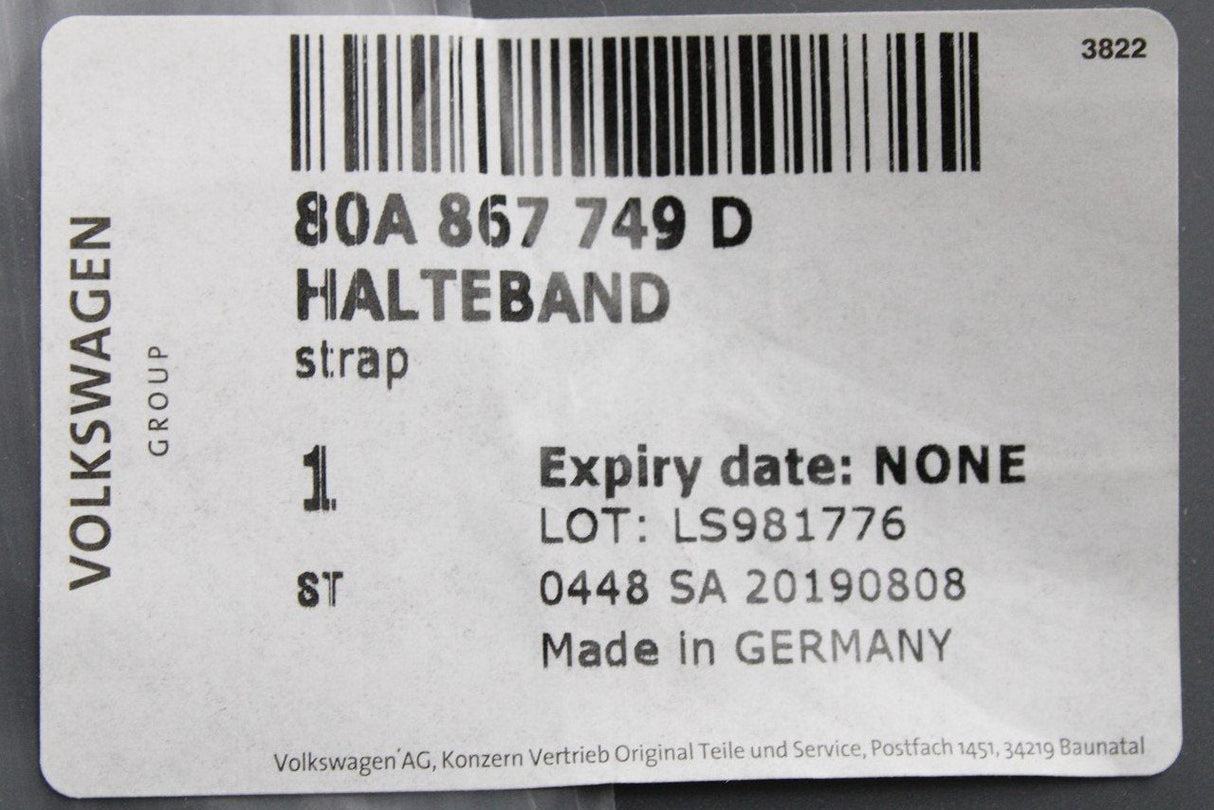 3822
80A 867 749 D
HALTEBAND
strap
1
ST
Expiry date: NONE
LOT: LS981776
0448 SA 20190808
Made in GERMANY
VOLKSWAGEN
GROUP
Volkswagen AG, Konzern Vertrieb Original Teile und Service, Postfach 1451, 34219 Baunatal